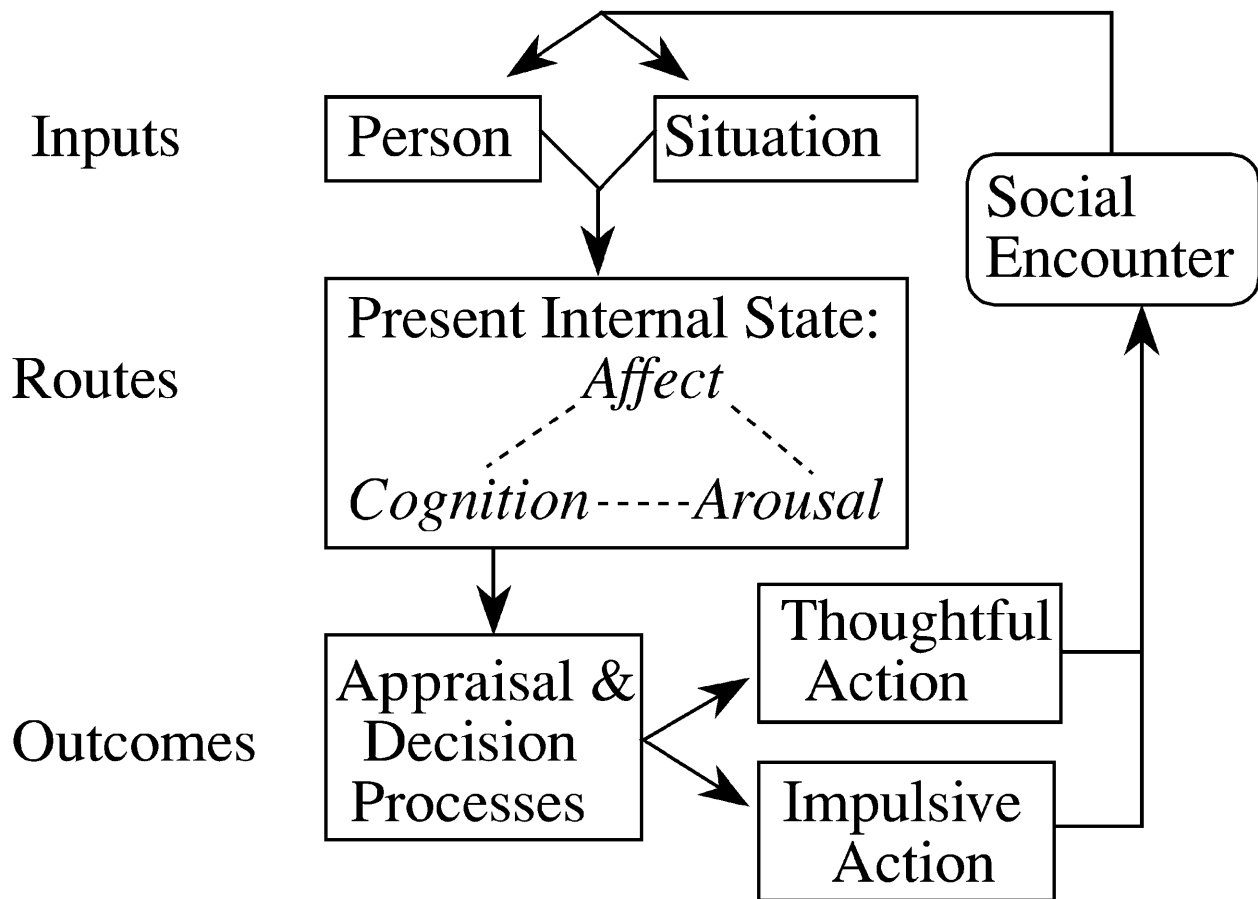 Inputs
Person
Situation
Social
Encounter
Routes
Present Internal State:
Affect
Cognition
Arousal
Outcomes
Appraisal &
Decision
Processes
Thoughtful
Action
Impulsive
Action